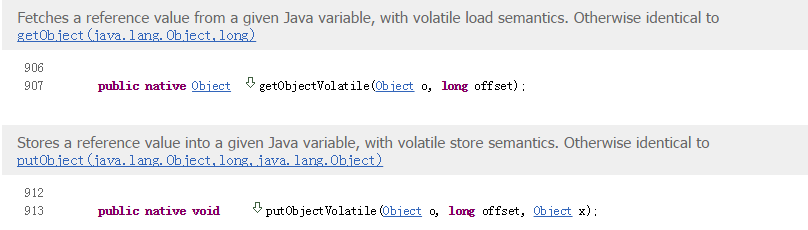 Fetches a reference value from a given Java variable, with volatile load semantics. Otherwise identical to
getObject(java.lang.Object,long)
906
907 public native Object getObjectVolatile(Object o, long offset);
Stores a reference value into a given Java variable, with volatile store semantics. Otherwise identical to
putObject(java.lang.Object,long,java.lang.Object)
912
913 public native void putObjectVolatile(Object o, long offset, Object x);